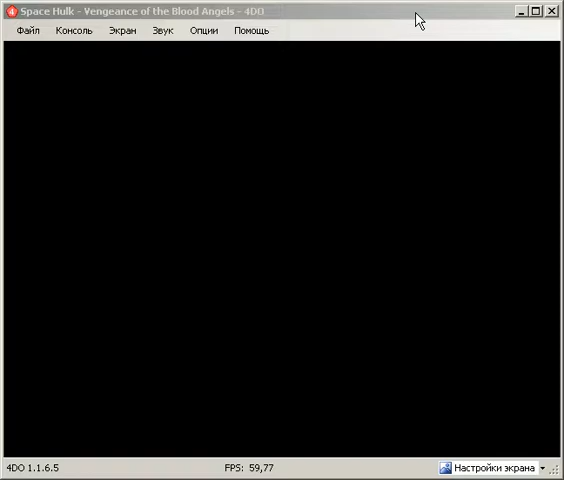 Space Hulk - Vengeance of the Blood Angels - 4DO
Файл Консоль Экран Звук Опции Помощь
4DO 1.1.6.5 FPS: 59,77 Настройки экрана